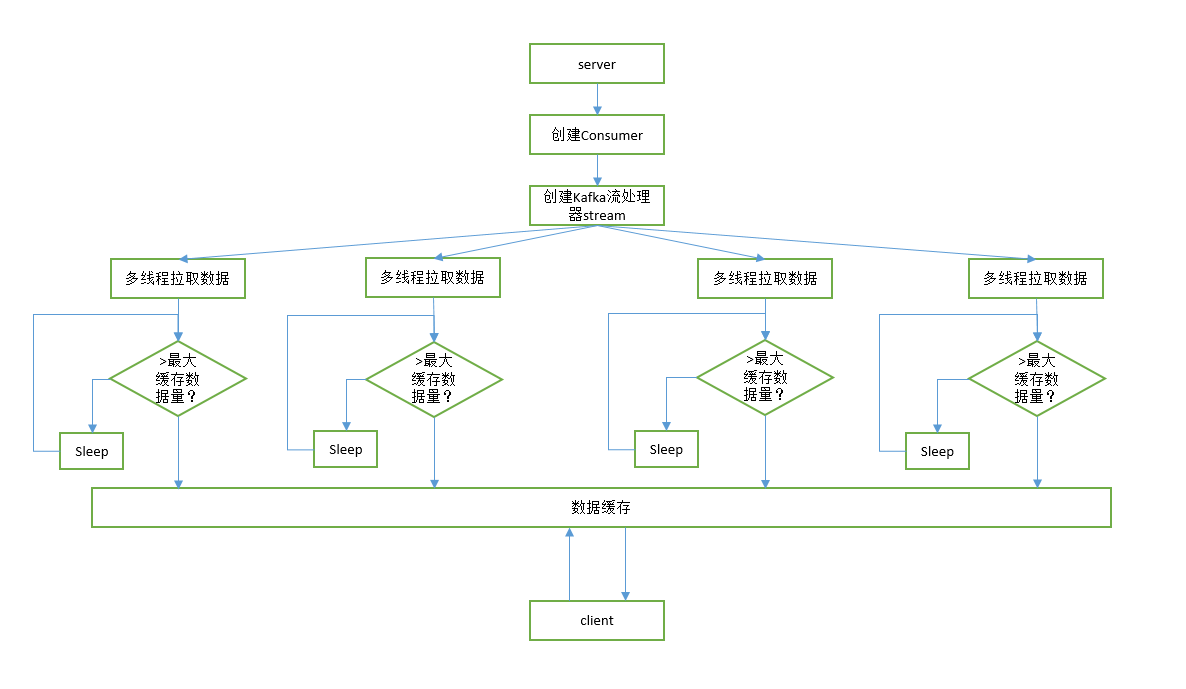 server
创建Consumer
创建Kafka流处理
器stream
多线程拉取数据
多线程拉取数据
多线程拉取数据
多线程拉取数据
>最大
缓存数
据量？
>最大
缓存数
据量？
>最大
缓存数
据量？
>最大
缓存数
据量？
Sleep
Sleep
Sleep
Sleep
数据缓存
client